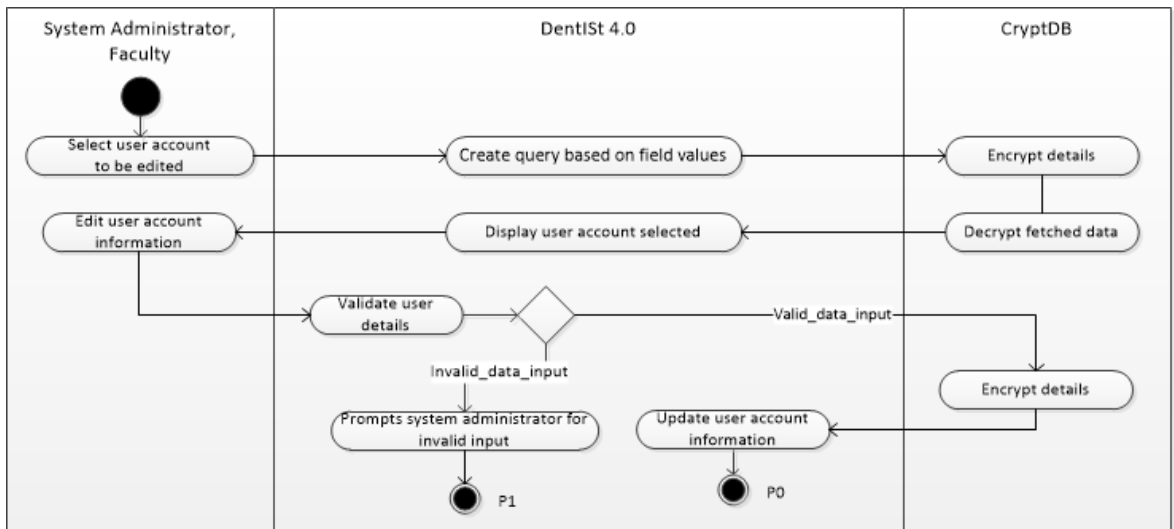 System Administrator,
Faculty
DentISt 4.0
CryptDB
Select user account
to be edited
Create query based on field values
Encrypt details
Edit user account
information
Display user account selected
Decrypt fetched data
Validate user
details
Valid_data_input
Invalid_data_input
Encrypt details
Prompts system administrator for
invalid input
Update user account
information
P1
P0